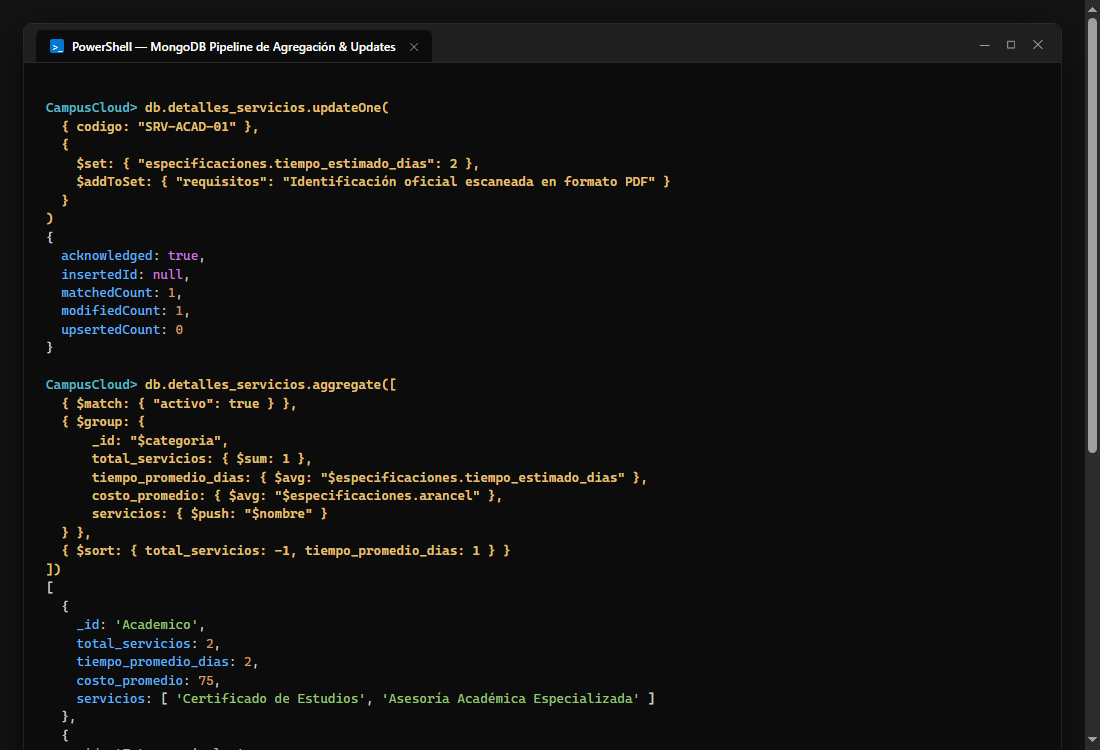 PowerShell — MongoDB Pipeline de Agregación & Updates
CampusCloud> db.detalles_servicios.updateOne(
  { codigo: "SRV-ACAD-01" },
  {
    $set: { "especificaciones.tiempo_estimado_dias": 2 },
    $addToSet: { "requisitos": "Identificación oficial escaneada en formato PDF" }
  }
)
{
  acknowledged: true,
  insertedId: null,
  matchedCount: 1,
  modifiedCount: 1,
  upsertedCount: 0
}
CampusCloud> db.detalles_servicios.aggregate([
  { $match: { "activo": true } },
  { $group: {
      _id: "$categoria",
      total_servicios: { $sum: 1 },
      tiempo_promedio_dias: { $avg: "$especificaciones.tiempo_estimado_dias" },
      costo_promedio: { $avg: "$especificaciones.arancel" },
      servicios: { $push: "$nombre" }
  } },
  { $sort: { total_servicios: -1, tiempo_promedio_dias: 1 } }
])
[
  {
    _id: 'Academico',
    total_servicios: 2,
    tiempo_promedio_dias: 2,
    costo_promedio: 75,
    servicios: [ 'Certificado de Estudios', 'Asesoría Académica Especializada' ]
  },
  {